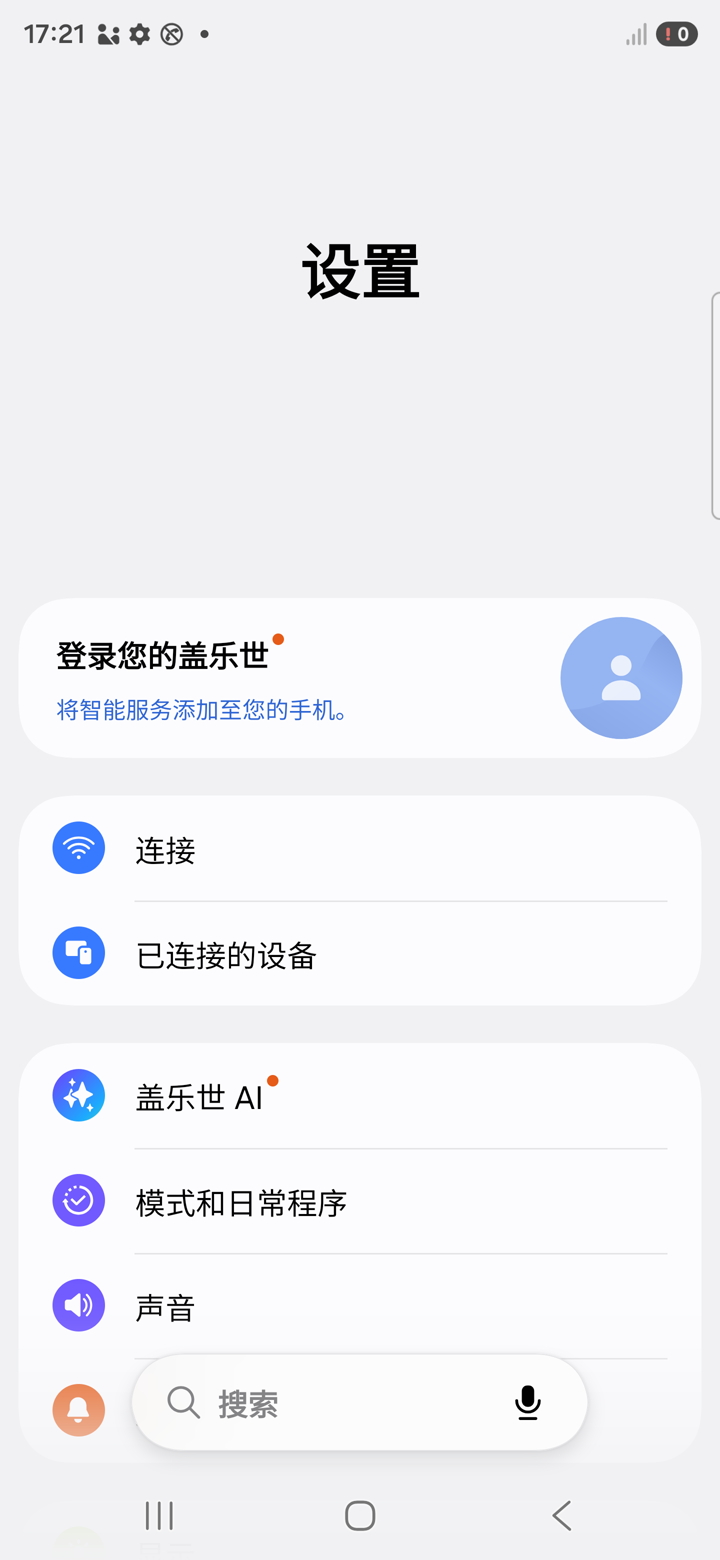 17:21
! 0
设置
登录您的盖乐世
将智能服务添加至您的手机。
连接
已连接的设备
盖乐世 AI
模式和日常程序
声音
搜索